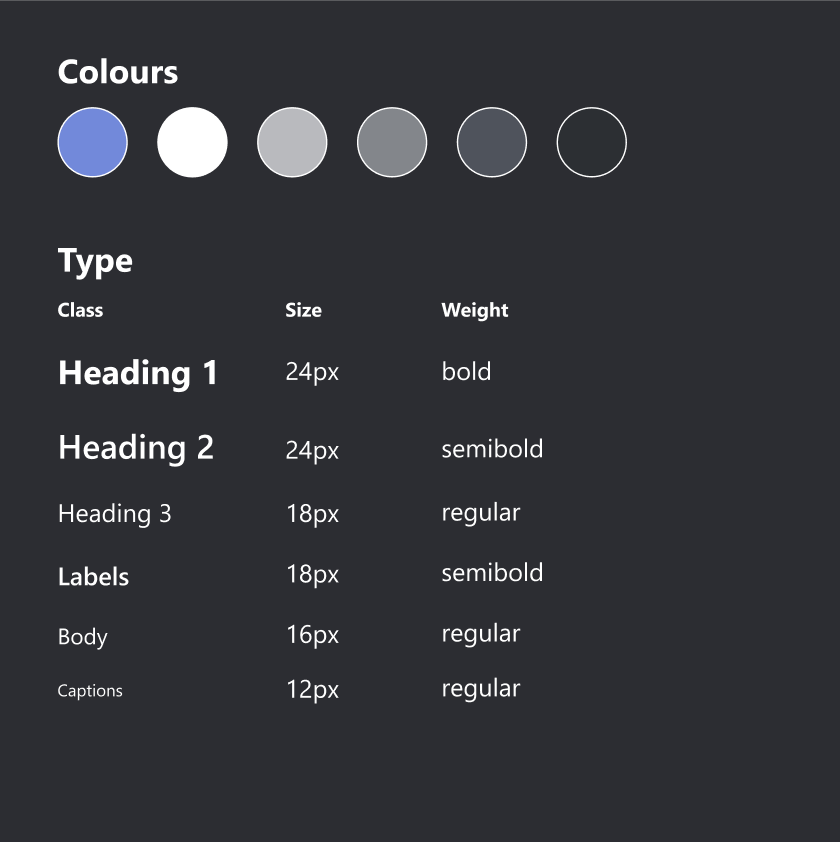 Colours
Type
Class Size Weight
Heading 1 24px bold
Heading 2 24px semibold
Heading 3 18px regular
Labels 18px semibold
Body 16px regular
Captions 12px regular